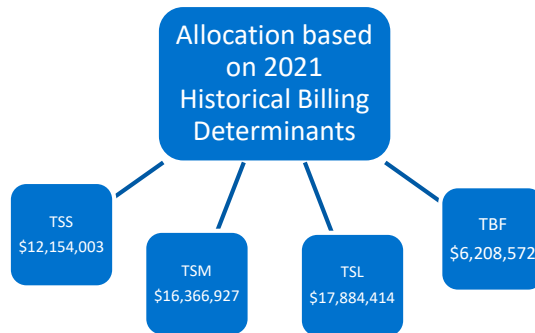 Allocation based
on 2021
Historical Billing
Determinants
TSS
$12,154,003
TSM
$16,366,927
TSL
$17,884,414
TBF
$6,208,572